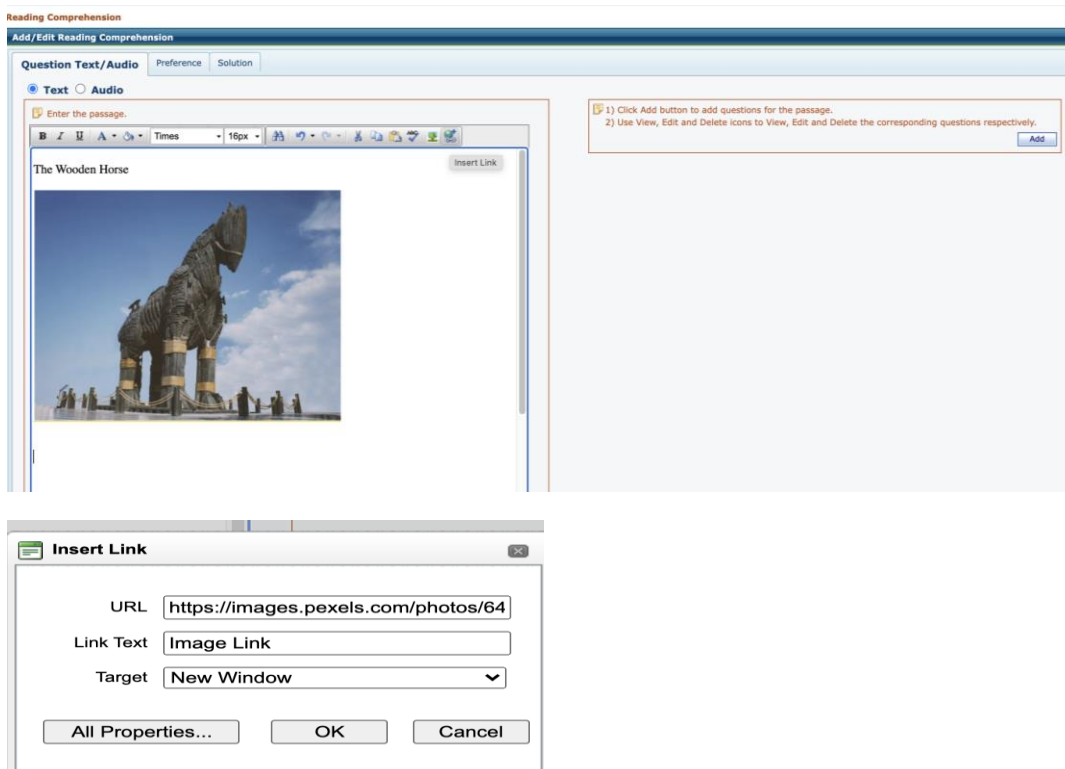 Reading Comprehension
Add/Edit Reading Comprehension
Question Text/Audio Preference Solution
Text Audio
Enter the passage.
B I U A Times 16px
Insert Link
The Wooden Horse
1) Click Add button to add questions for the passage.
2) Use View, Edit and Delete icons to View, Edit and Delete the corresponding questions respectively.
Add
Insert Link
URL https://images.pexels.com/photos/64
Link Text Image Link
Target New Window
All Properties... OK Cancel